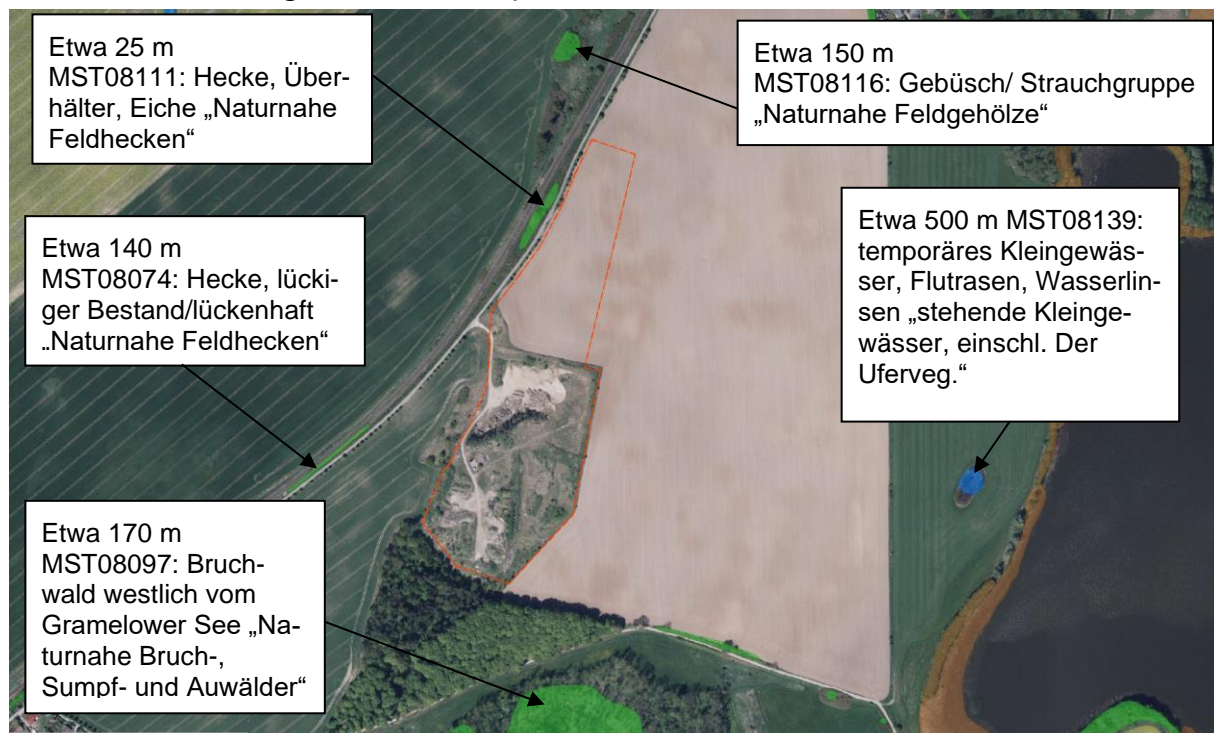 Etwa 25 m
MST08111: Hecke, Über-
hälter, Eiche „Naturnahe
Feldhecken“
Etwa 150 m
MST08116: Gebüsch/ Strauchgruppe
„Naturnahe Feldgehölze“
Etwa 140 m
MST08074: Hecke, lücki-
ger Bestand/lückenhaft
„Naturnahe Feldhecken“
Etwa 500 m MST08139:
temporäres Kleingewäs-
ser, Flutrasen, Wasserlin-
sen „stehende Kleinge-
wässer, einschl. Der
Uferveg.“
Etwa 170 m
MST08097: Bruch-
wald westlich vom
Gramelower See „Na-
turnahe Bruch-,
Sumpf- und Auwälder“